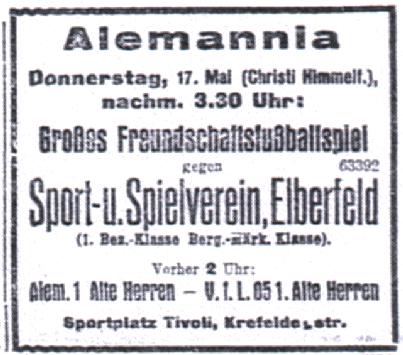 Alemannia
Donnerstag, 17. Mai (Christi Himmelf.),
nachm. 3.30 Uhr:
Großes Freundschaftsfußballspiel
gegen 63392
Sport-u. Spielverein, Elberfeld
(1. Bez.-Klasse Berg.-märk. Klasse).
Vorher 2 Uhr:
Alem. 1 Alte Herren — V. f. L. 05 1. Alte Herren
Sportplatz Tivoli, Krefelderstr.